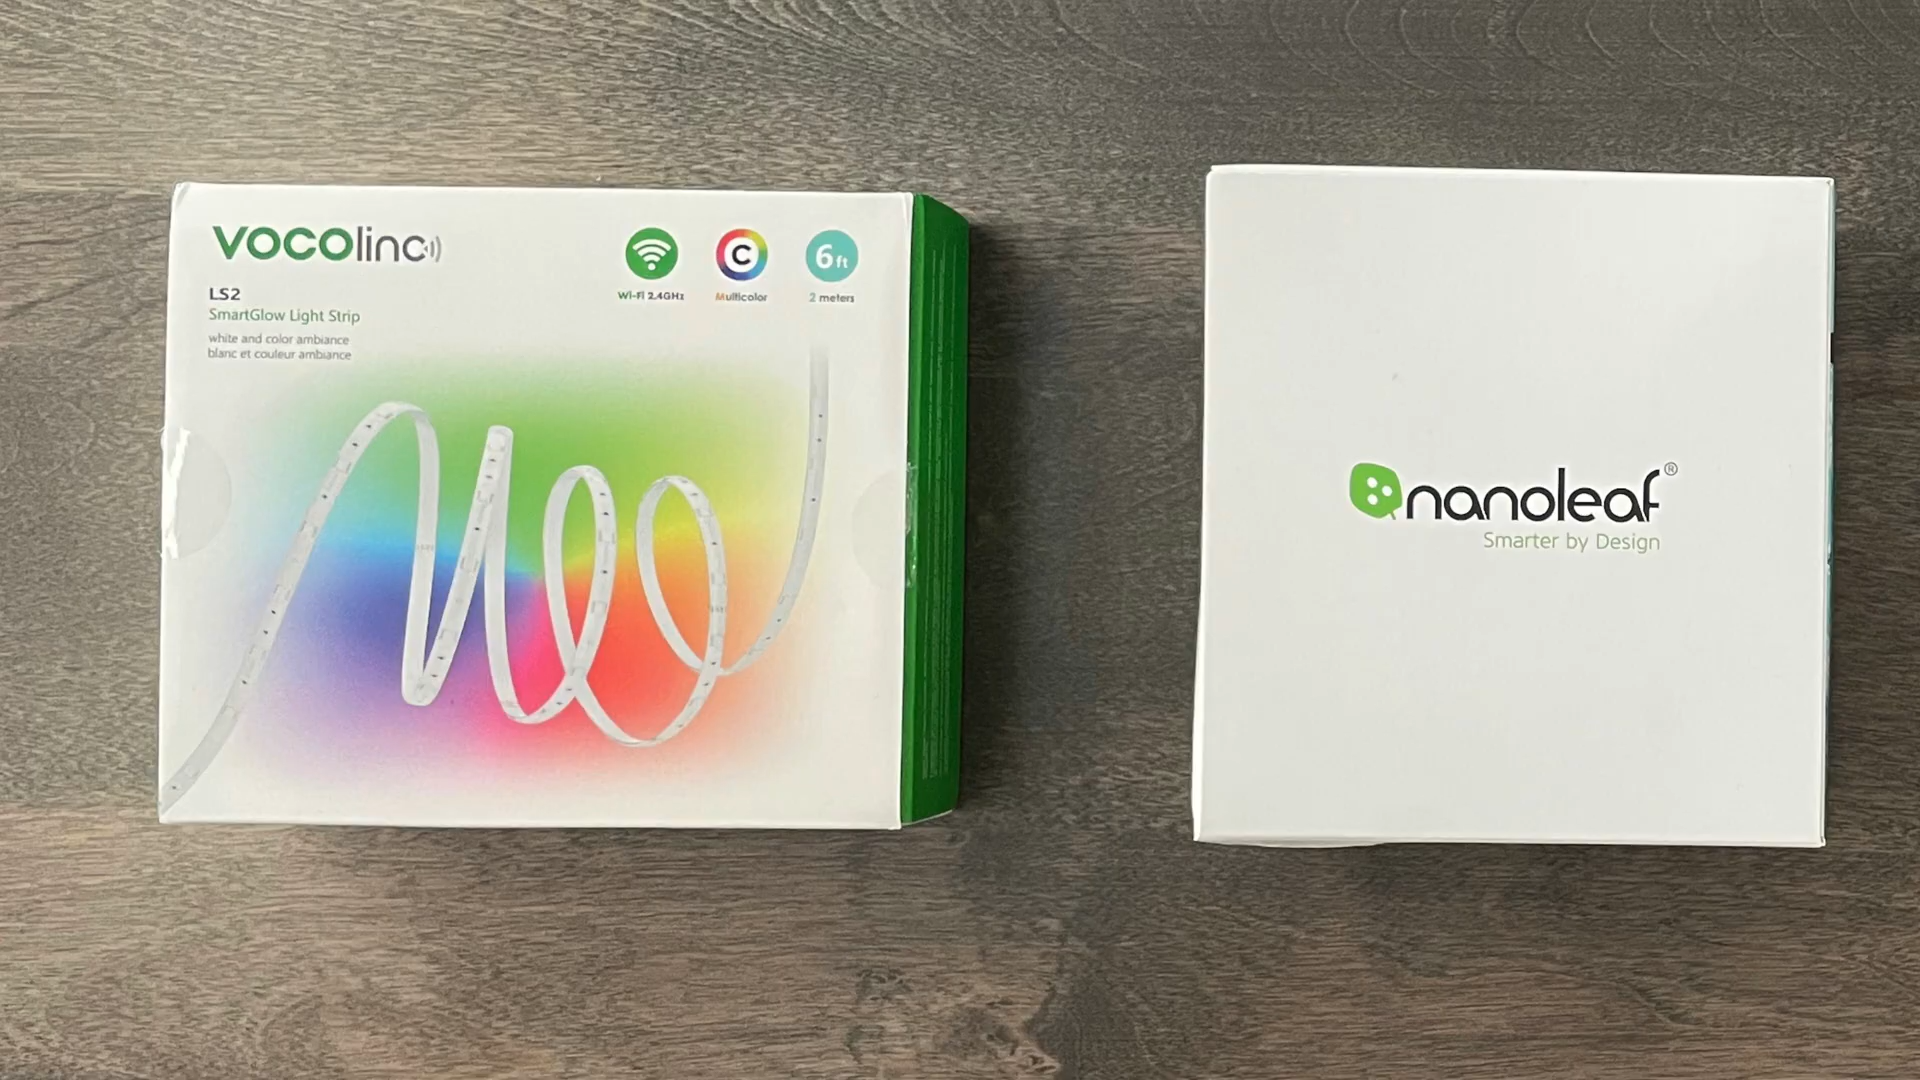 VOCOlinc
LS2
SmartGlow Light Strip
white and color ambiance
blanc et couleur ambiance
Wi-Fi 2.4GHz
C
Multicolor
6ft
2 meters
nanoleaf®
Smarter by Design